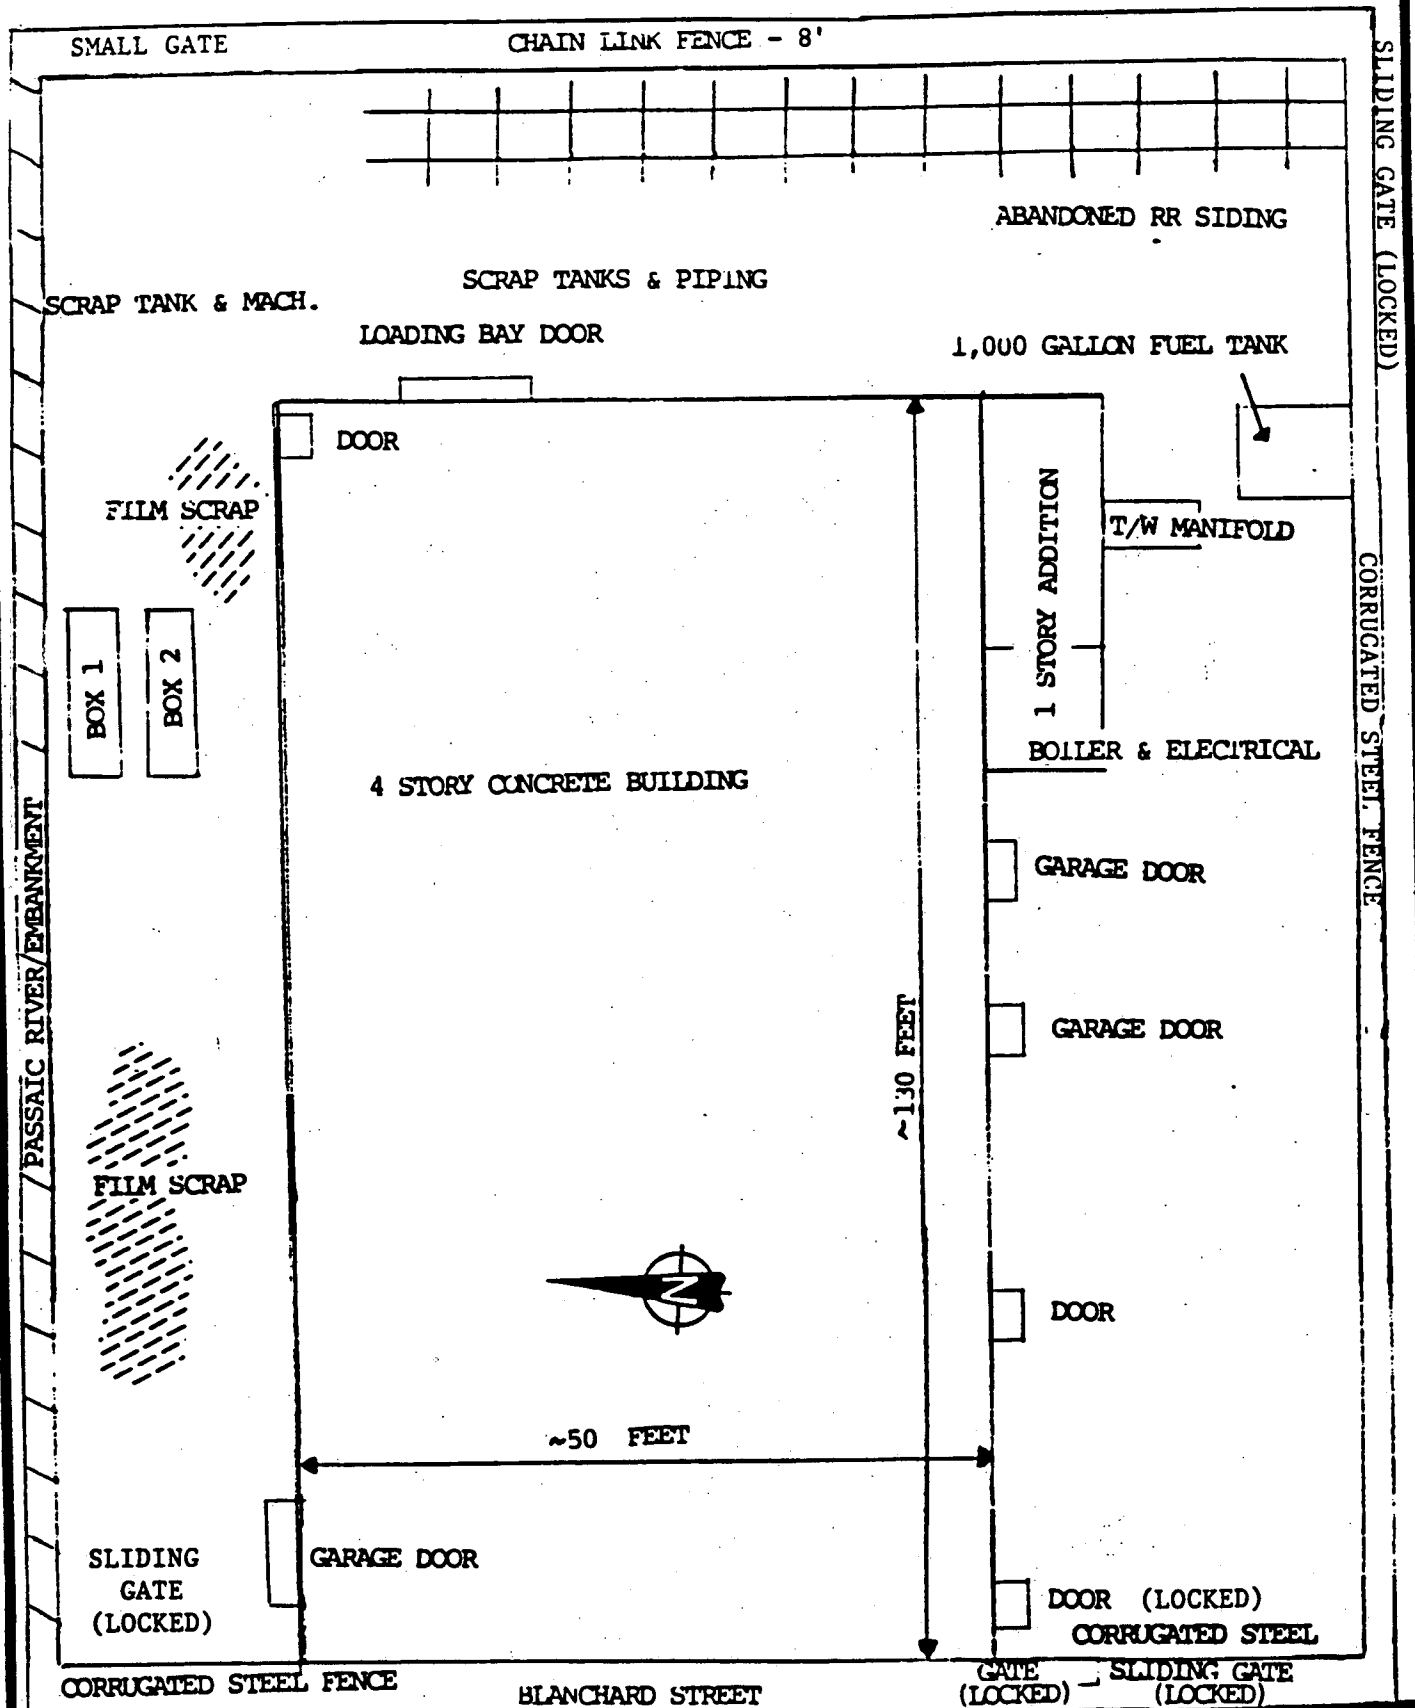 SMALL GATE
CHAIN LINK FENCE - 8'
SLIDING GATE (LOCKED)
ABANDONED RR SIDING
SCRAP TANKS & PIPING
SCRAP TANK & MACH.
LOADING BAY DOOR
1,000 GALLON FUEL TANK
DOOR
FILM SCRAP
1 STORY ADDITION
T/W MANIFOLD
CORRUGATED STEEL FENCE
BOX 1
BOX 2
BOILER & ELECTRICAL
4 STORY CONCRETE BUILDING
PASSAIC RIVER/EMBANKMENT
GARAGE DOOR
GARAGE DOOR
~130 FEET
FILM SCRAP
N
DOOR
~50 FEET
SLIDING
GATE
(LOCKED)
GARAGE DOOR
DOOR (LOCKED)
CORRUGATED STEEL
CORRUGATED STEEL FENCE
BLANCHARD STREET
GATE
(LOCKED)
SLIDING GATE
(LOCKED)